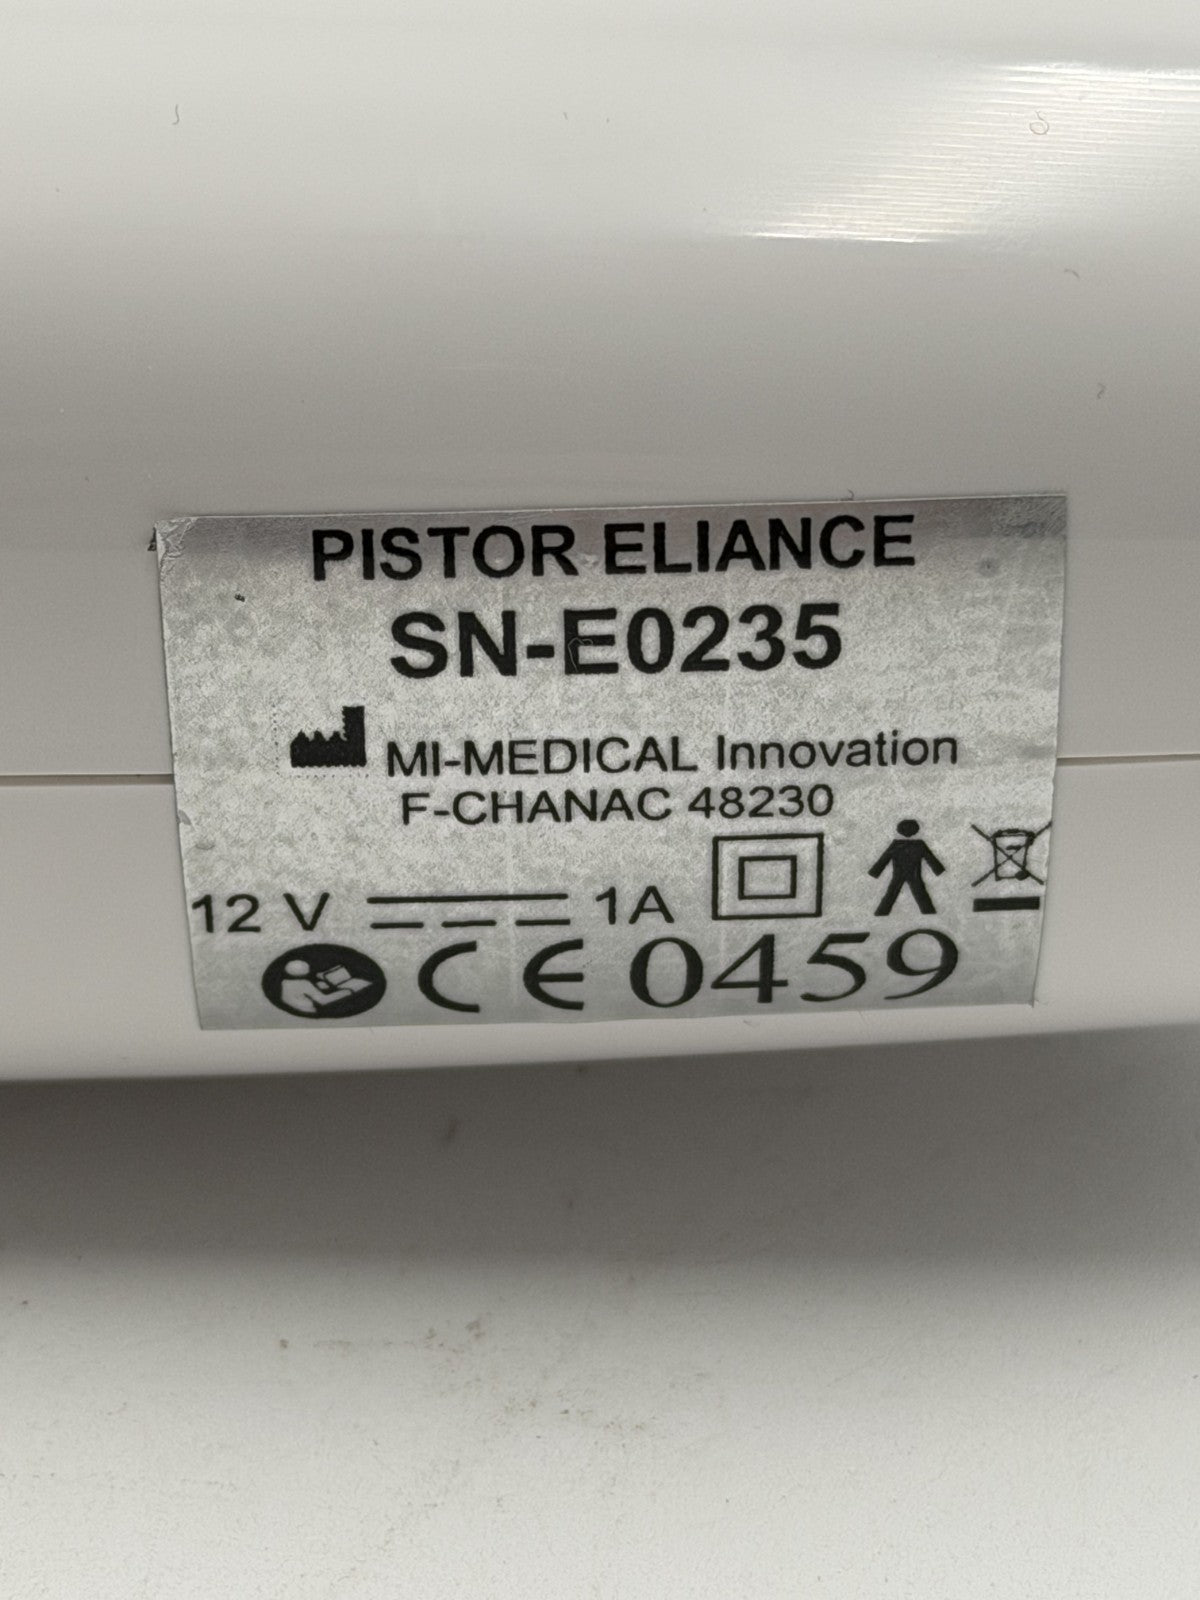 PISTOR ELIANCE
SN-E0235
MI-MEDICAL Innovation
F-CHANAC 48230
12 V ⎓ 1A
CE 0459